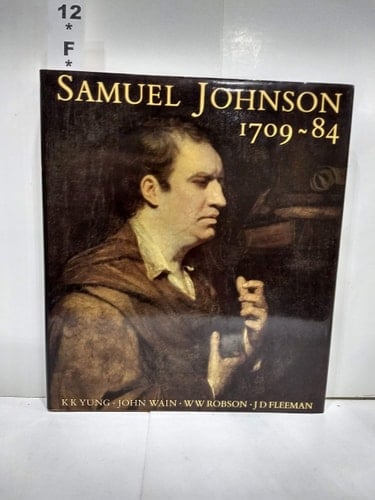 12
*
F
*
SAMUEL JOHNSON
1709~84
K K YUNG · JOHN WAIN · W W ROBSON · J D FLEEMAN